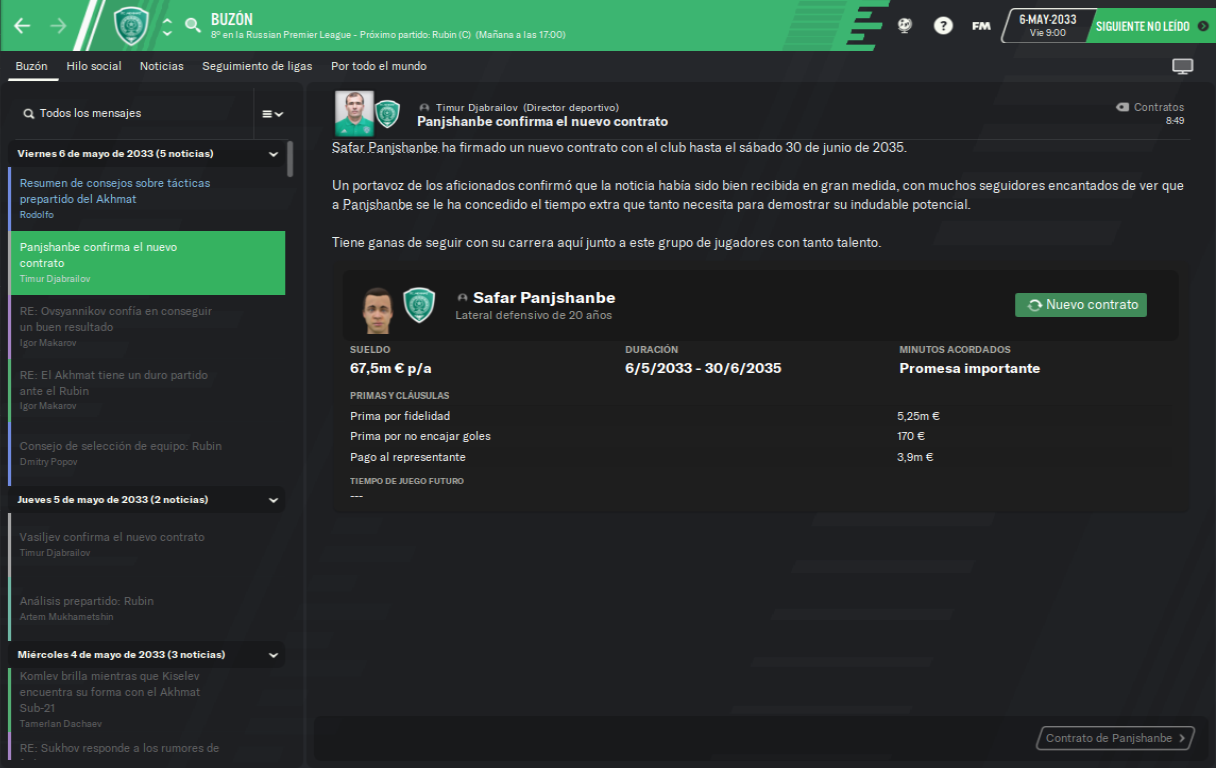 BUZÓN
8º en la Russian Premier League - Próximo partido: Rubin (C) (Mañana a las 17:00)
FM
6-MAY-2033
Vie 9:00
SIGUIENTE NO LEÍDO
Buzón Hilo social Noticias Seguimiento de ligas Por todo el mundo
Todos los mensajes
Viernes 6 de mayo de 2033 (5 noticias)
Resumen de consejos sobre tácticas
prepartido del Akhmat
Rodolfo
Panjshanbe confirma el nuevo
contrato
Timur Djabrailov
RE: Ovsyannikov confía en conseguir
un buen resultado
Igor Makarov
RE: El Akhmat tiene un duro partido
ante el Rubin
Igor Makarov
Consejo de selección de equipo: Rubin
Dmitry Popov
Jueves 5 de mayo de 2033 (2 noticias)
Vasiljev confirma el nuevo contrato
Timur Djabrailov
Análisis prepartido: Rubin
Artem Mukhametshin
Miércoles 4 de mayo de 2033 (3 noticias)
Komlev brilla mientras que Kiselev
encuentra su forma con el Akhmat
Sub-21
Tamerlan Dachaev
RE: Sukhov responde a los rumores de
Timur Djabrailov (Director deportivo)
Panjshanbe confirma el nuevo contrato
Contratos
8:49
Safar Panjshanbe ha firmado un nuevo contrato con el club hasta el sábado 30 de junio de 2035.
Un portavoz de los aficionados confirmó que la noticia había sido bien recibida en gran medida, con muchos seguidores encantados de ver que
a Panjshanbe se le ha concedido el tiempo extra que tanto necesita para demostrar su indudable potencial.
Tiene ganas de seguir con su carrera aquí junto a este grupo de jugadores con tanto talento.
Safar Panjshanbe
Lateral defensivo de 20 años
Nuevo contrato
SUELDO DURACIÓN MINUTOS ACORDADOS
67,5m € p/a 6/5/2033 - 30/6/2035 Promesa importante
PRIMAS Y CLÁUSULAS
Prima por fidelidad 5,25m €
Prima por no encajar goles 170 €
Pago al representante 3,9m €
TIEMPO DE JUEGO FUTURO
---
Contrato de Panjshanbe